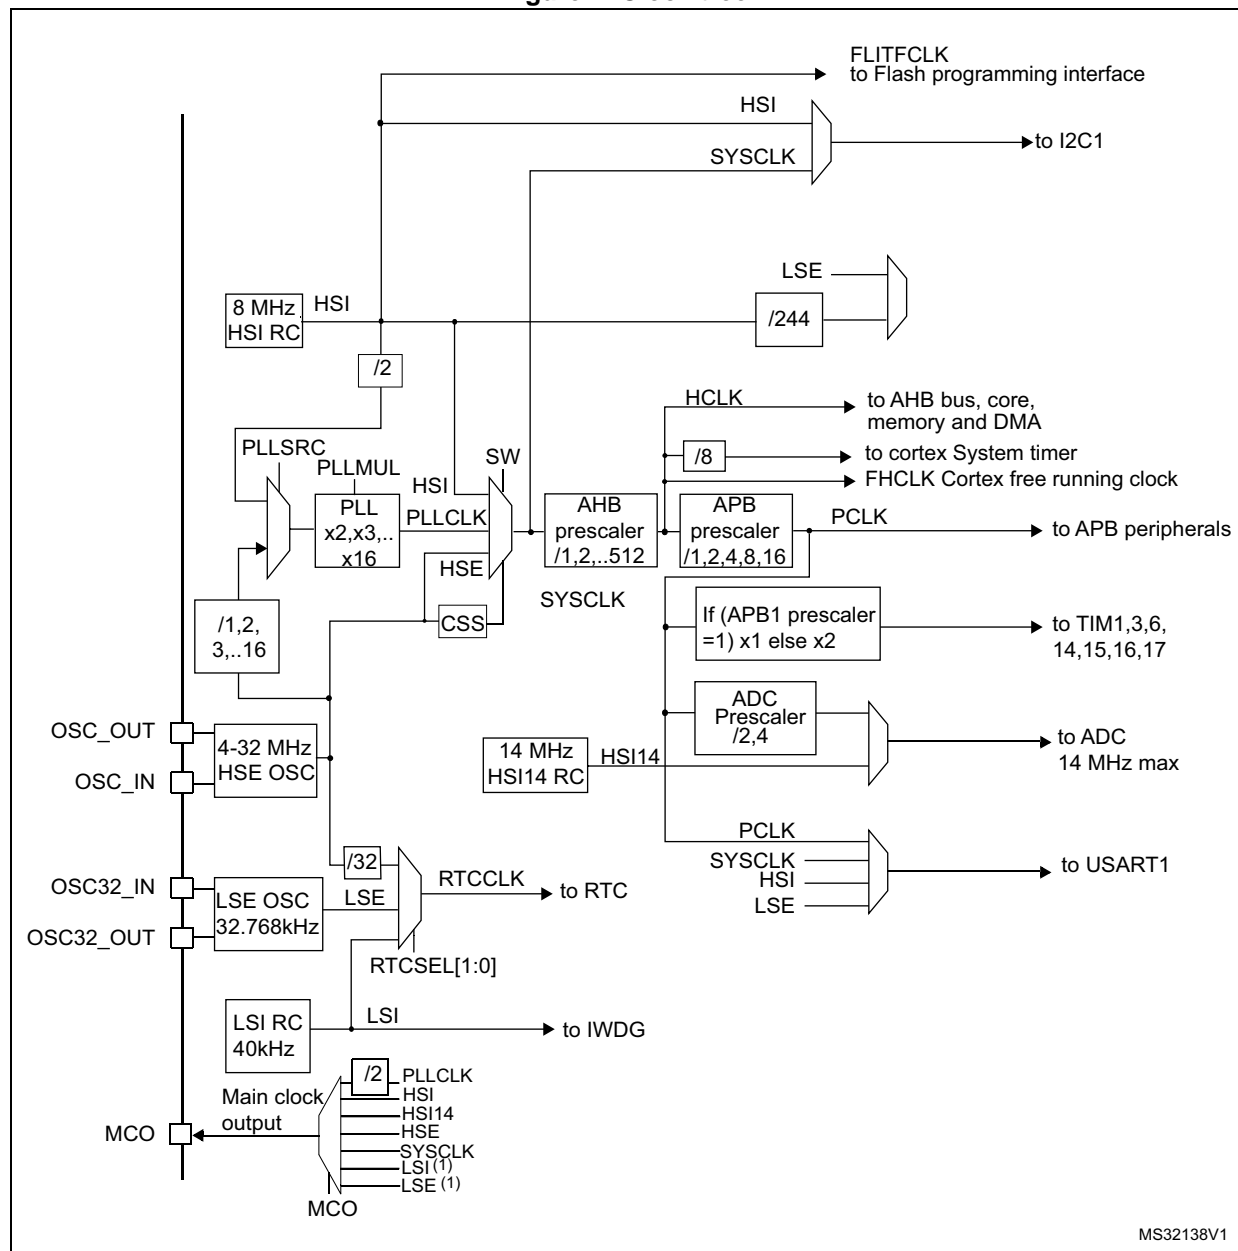 FLITFCLK
to Flash programming interface
HSI
to I2C1
SYSCLK
LSE
8 MHz
HSI RC
HSI
/244
/2
HCLK
to AHB bus, core,
memory and DMA
/8
to cortex System timer
FHCLK Cortex free running clock
PLLSRC
PLLMUL
PLL
x2,x3,..
x16
SW
HSI
PLLCLK
HSE
AHB
prescaler
/1,2,..512
APB
prescaler
/1,2,4,8,16
PCLK
to APB peripherals
SYSCLK
CSS
/1,2,
3,..16
If (APB1 prescaler
=1) x1 else x2
to TIM1,3,6,
14,15,16,17
ADC
Prescaler
/2,4
OSC_OUT
OSC_IN
4-32 MHz
HSE OSC
14 MHz
HSI14 RC
HSI14
to ADC
14 MHz max
/32
PCLK
SYSCLK
HSI
LSE
to USART1
OSC32_IN
OSC32_OUT
LSE OSC
32.768kHz
LSE
RTCCLK
to RTC
RTCSEL[1:0]
LSI RC
40kHz
LSI
to IWDG
/2
PLLCLK
HSI
HSI14
HSE
SYSCLK
LSI (1)
LSE (1)
Main clock
output
MCO
MCO
MS32138V1